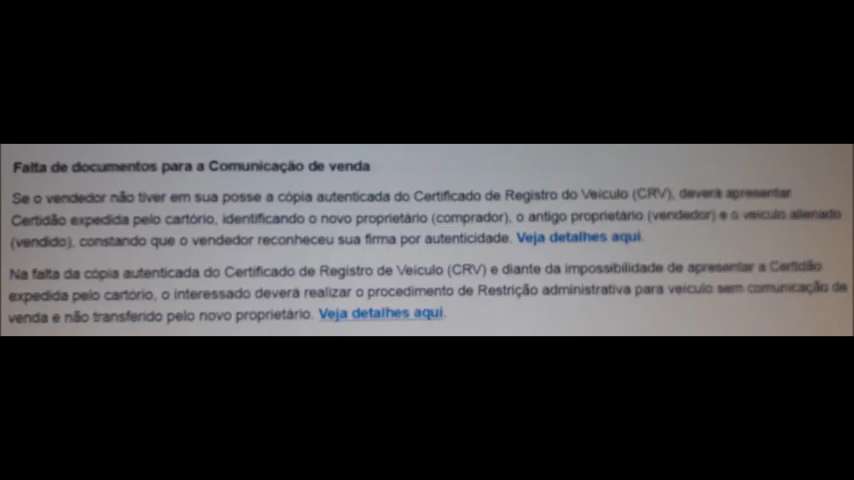 Falta de documentos para a Comunicação de venda
Se o vendedor não tiver em sua posse a cópia autenticada do Certificado de Registro do Veículo (CRV), deverá apresentar
Certidão expedida pelo cartório, identificando o novo proprietário (comprador), o antigo proprietário (vendedor) e o veículo alienado
(vendido), constando que o vendedor reconheceu sua firma por autenticidade. Veja detalhes aqui.
Na falta da cópia autenticada do Certificado de Registro de Veículo (CRV) e diante da impossibilidade de apresentar a Certidão
expedida pelo cartório, o interessado deverá realizar o procedimento de Restrição administrativa para veículo sem comunicação de
venda e não transferido pelo novo proprietário. Veja detalhes aqui.